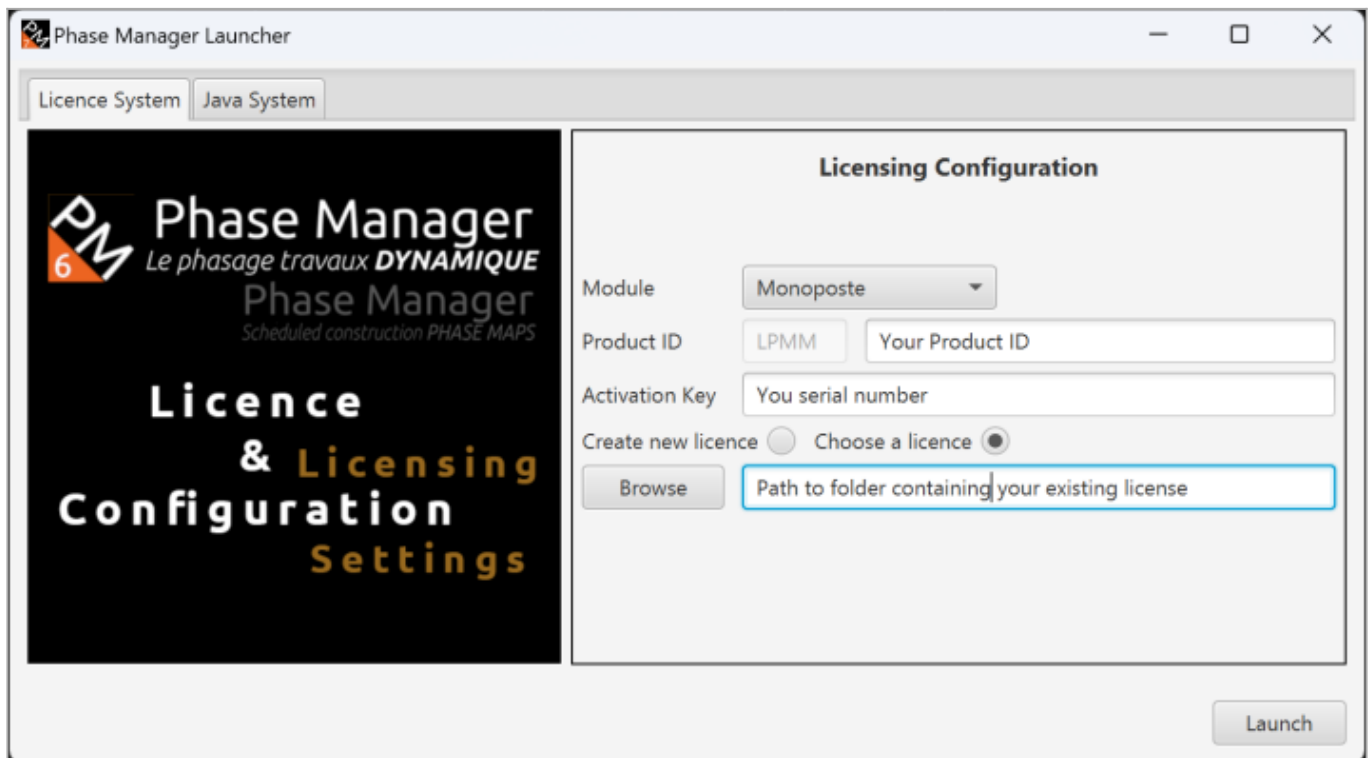 PM Phase Manager Launcher
Licence System Java System
PM 6
Phase Manager
Le phasage travaux DYNAMIQUE
Phase Manager
Scheduled construction PHASE MAPS
Licence
& Licensing
Configuration
Settings
Licensing Configuration
Module Monoposte
Product ID LPMM Your Product ID
Activation Key You serial number
Create new licence Choose a licence
Browse Path to folder containing your existing license
Launch